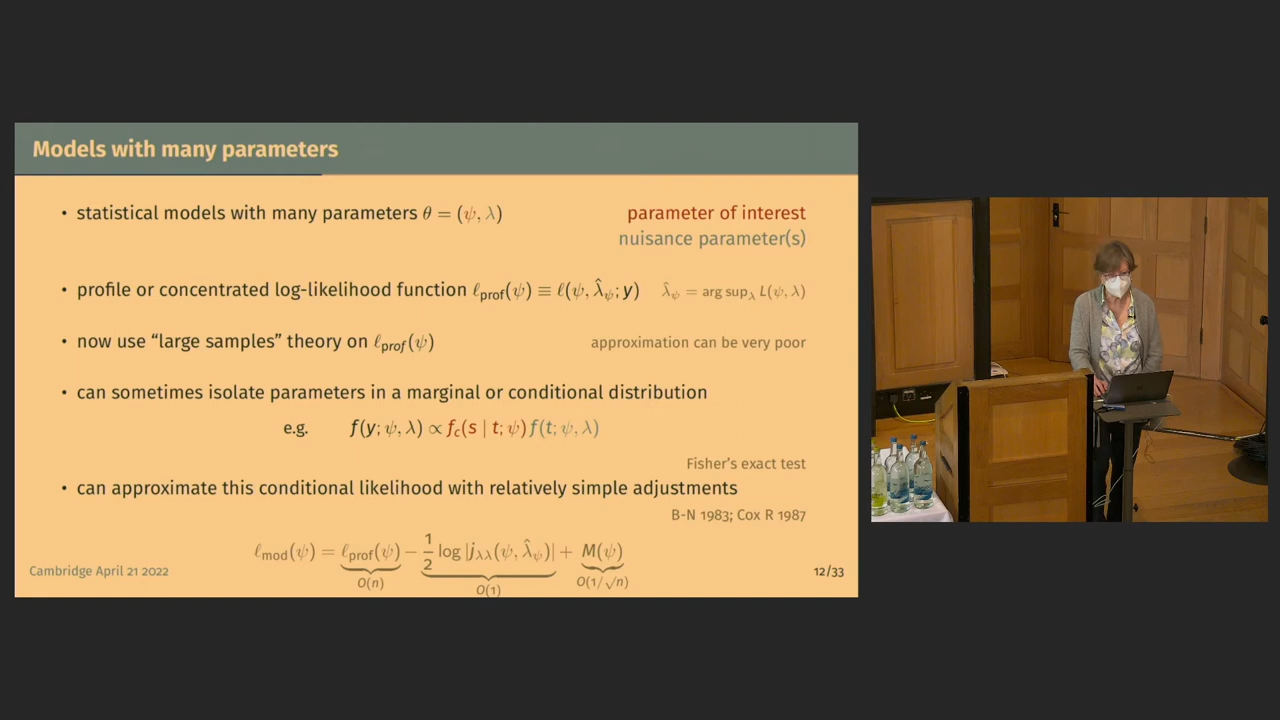 Models with many parameters
• statistical models with many parameters θ = (ψ, λ) parameter of interest
nuisance parameter(s)
• profile or concentrated log-likelihood function ℓprof(ψ) ≡ ℓ(ψ, λ̂ψ; y) λ̂ψ = arg supλ L(ψ, λ)
• now use “large samples” theory on ℓprof(ψ) approximation can be very poor
• can sometimes isolate parameters in a marginal or conditional distribution
e.g. f(y; ψ, λ) ∝ fc(s | t; ψ)f(t; ψ, λ)
Fisher's exact test
• can approximate this conditional likelihood with relatively simple adjustments
B-N 1983; Cox R 1987
ℓmod(ψ) = ℓprof(ψ) − 1/2 log |jλλ(ψ, λ̂ψ)| + M(ψ)
O(n) O(1) O(1/√n)
Cambridge April 21 2022 12/33